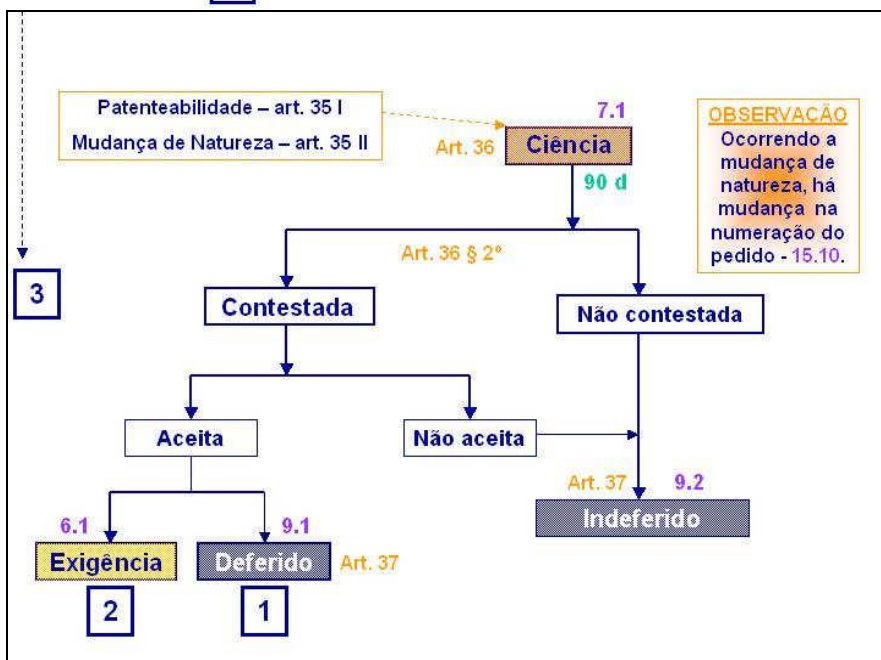 Patenteabilidade – art. 35 I
Mudança de Natureza – art. 35 II
7.1
Art. 36
Ciência
90 d
OBSERVAÇÃO
Ocorrendo a
mudança de
natureza, há
mudança na
numeração do
pedido - 15.10.
Art. 36 § 2º
3
Contestada
Não contestada
Aceita
Não aceita
Art. 37
9.2
Indeferido
6.1
9.1
Exigência
Deferido
Art. 37
2
1